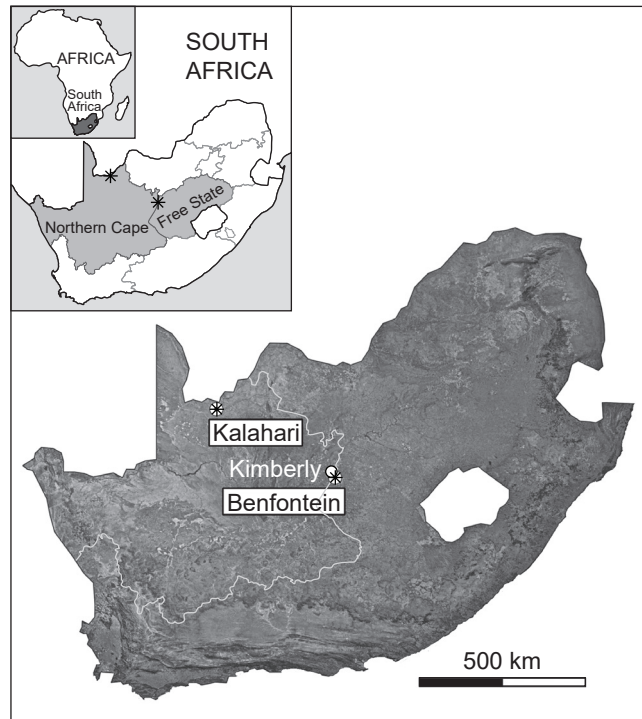 AFRICA
South
Africa
SOUTH
AFRICA
Northern Cape
Free State
Kalahari
Kimberly
Benfontein
500 km